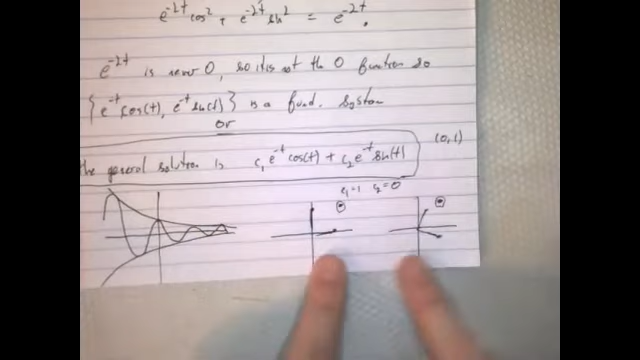 e^-2t cos² + e^-2t sin² = e^-2t.
e^-2t is never 0, so it is not the 0 function so
{e^-t cos(t), e^-t sin(t)} is a fund. system
or
the general solution is c₁e^-t cos(t) + c₂e^-t sin(t)
(0,1)
c₁=1 c₂=0